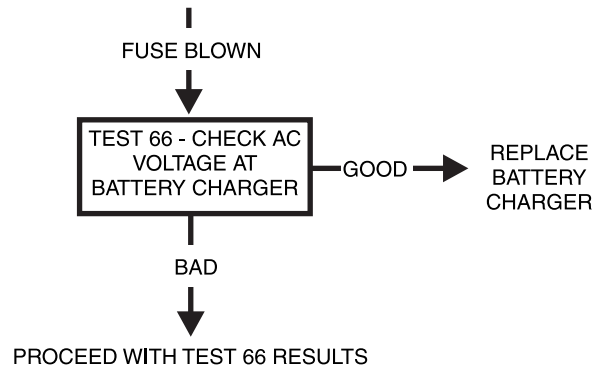 FUSE BLOWN
TEST 66 - CHECK AC
VOLTAGE AT
BATTERY CHARGER
GOOD
REPLACE
BATTERY
CHARGER
BAD
PROCEED WITH TEST 66 RESULTS